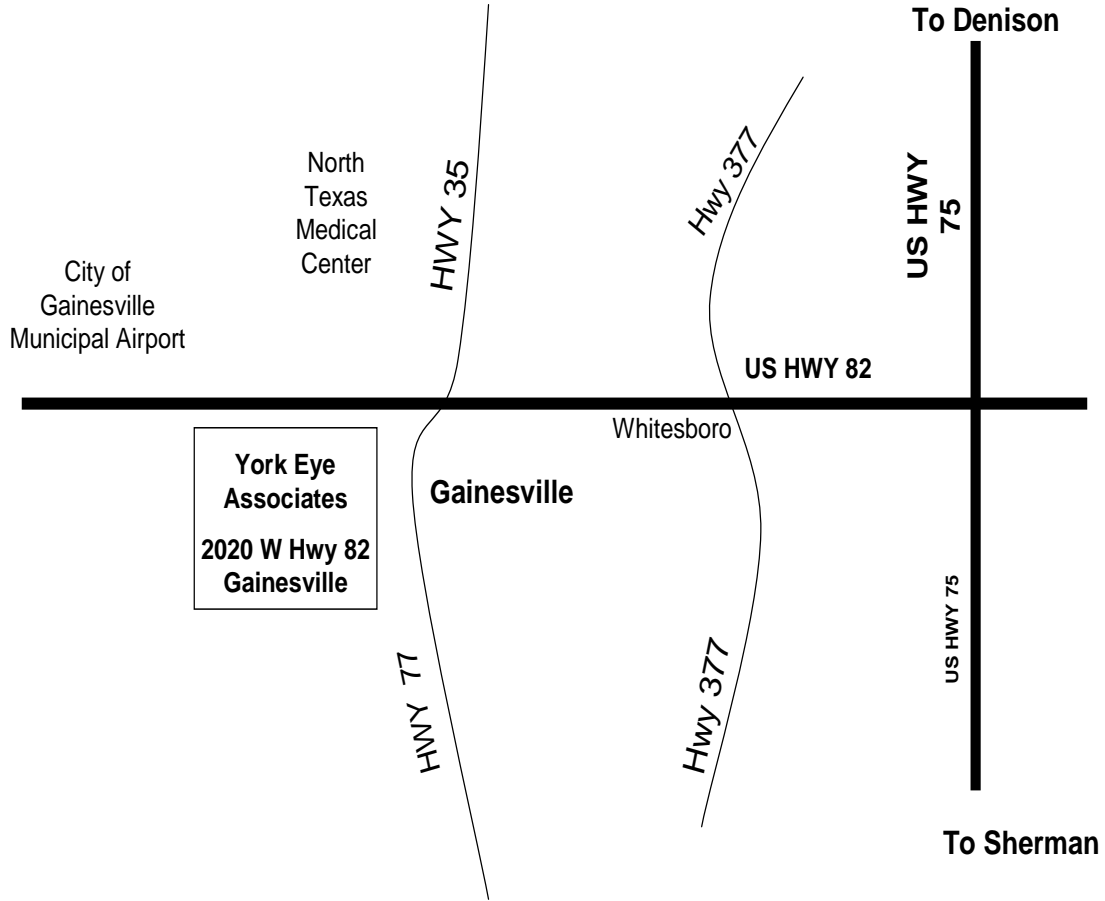 To Denison
North
Texas
Medical
Center
HWY 35
Hwy 377
US HWY
75
City of
Gainesville
Municipal Airport
US HWY 82
Whitesboro
York Eye
Associates
2020 W Hwy 82
Gainesville
Gainesville
HWY 77
Hwy 377
US HWY 75
To Sherman